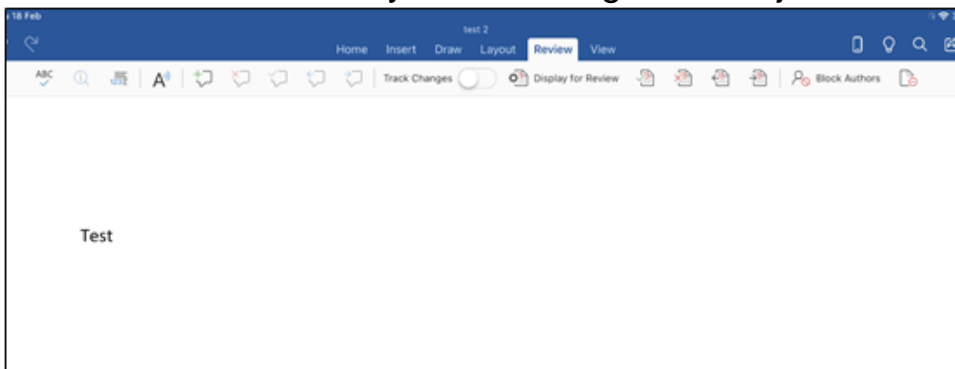 18 Feb
test 2
Home Insert Draw Layout Review View
ABC Track Changes Display for Review Block Authors
Test